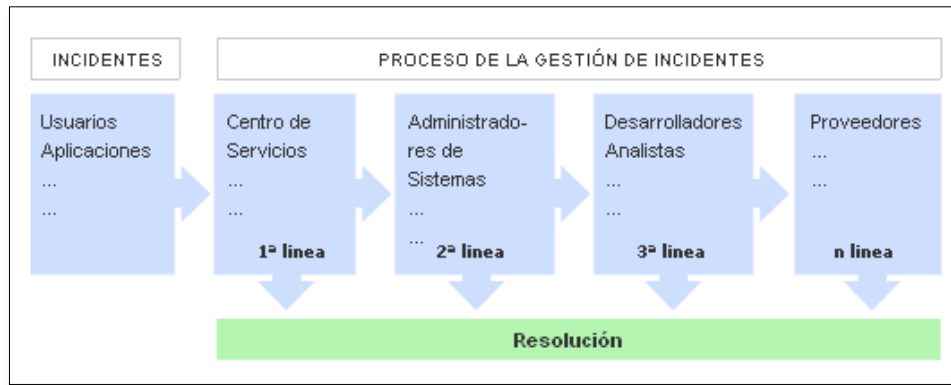 INCIDENTES
PROCESO DE LA GESTIÓN DE INCIDENTES
Usuarios
Aplicaciones
...
...
Centro de
Servicios
...
...
1ª linea
Administrado-
res de
Sistemas
...
...
2ª linea
Desarrolladores
Analistas
...
...
3ª linea
Proveedores
...
...
n linea
Resolución